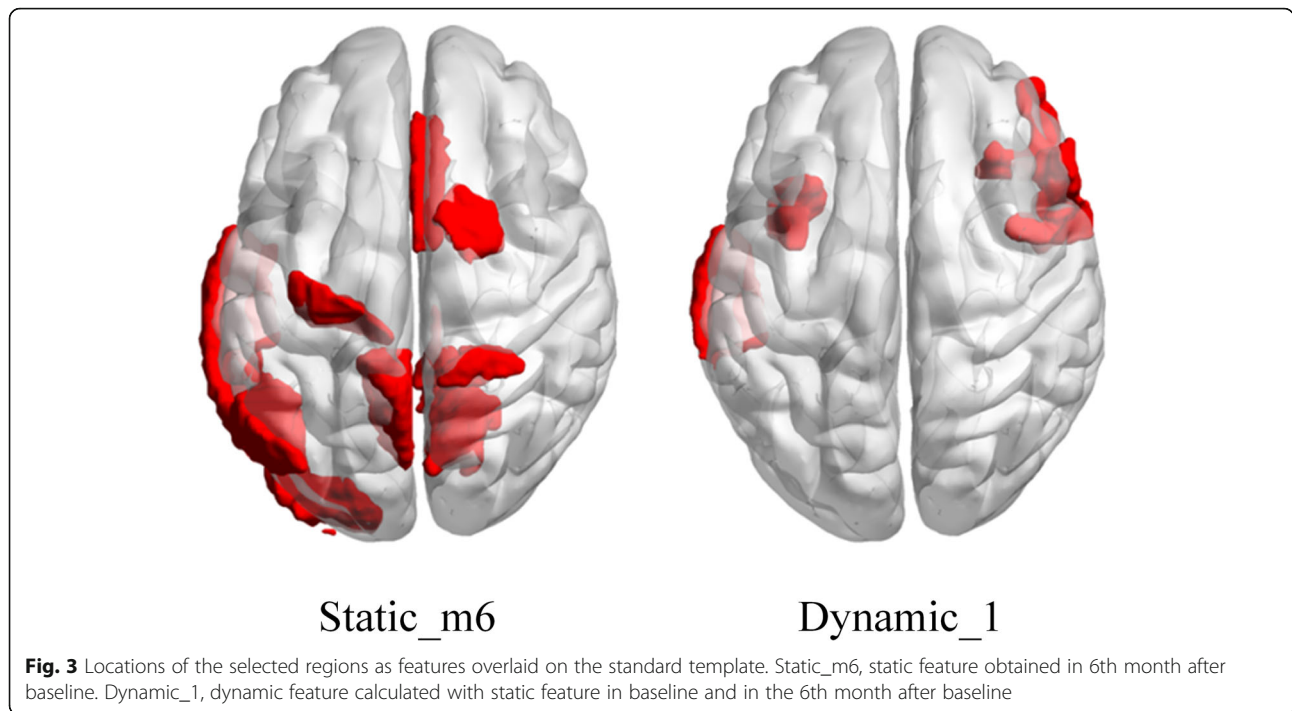 Static_m6
Dynamic_1
Fig. 3 Locations of the selected regions as features overlaid on the standard template. Static_m6, static feature obtained in 6th month after
baseline. Dynamic_1, dynamic feature calculated with static feature in baseline and in the 6th month after baseline